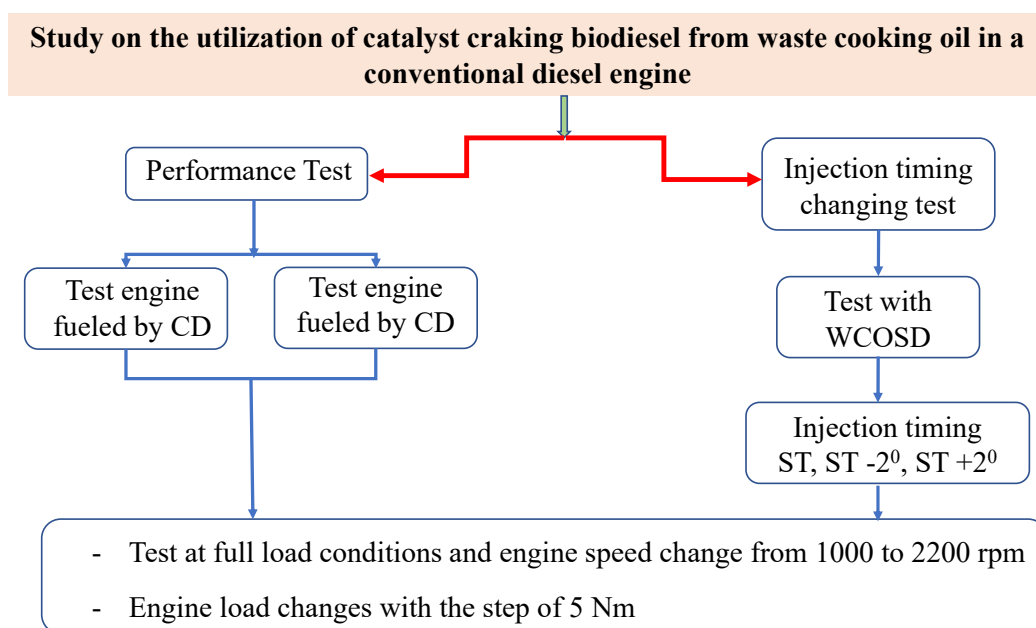 Study on the utilization of catalyst craking biodiesel from waste cooking oil in a
conventional diesel engine
Performance Test
Injection timing
changing test
Test engine
fueled by CD
Test engine
fueled by CD
Test with
WCOSD
Injection timing
ST, ST -2⁰, ST +2⁰
- Test at full load conditions and engine speed change from 1000 to 2200 rpm
- Engine load changes with the step of 5 Nm